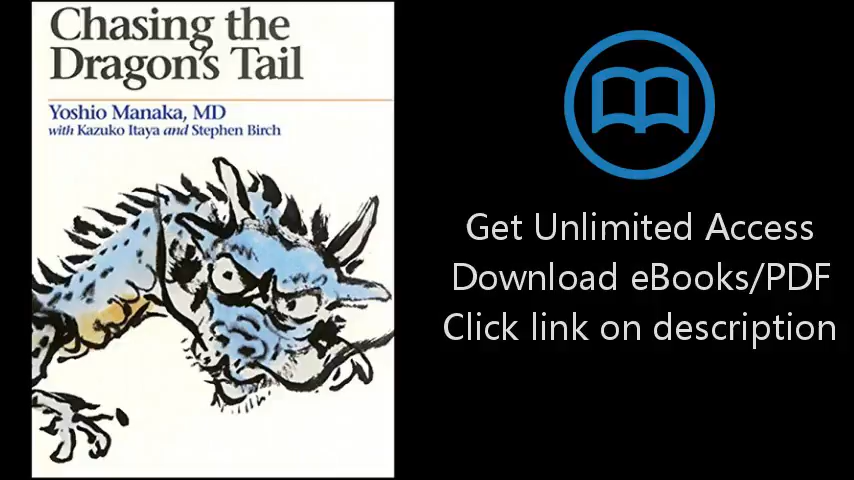 Chasing the
Dragon's Tail
Yoshio Manaka, MD
with Kazuko Itaya and Stephen Birch
Get Unlimited Access
Download eBooks/PDF
Click link on description